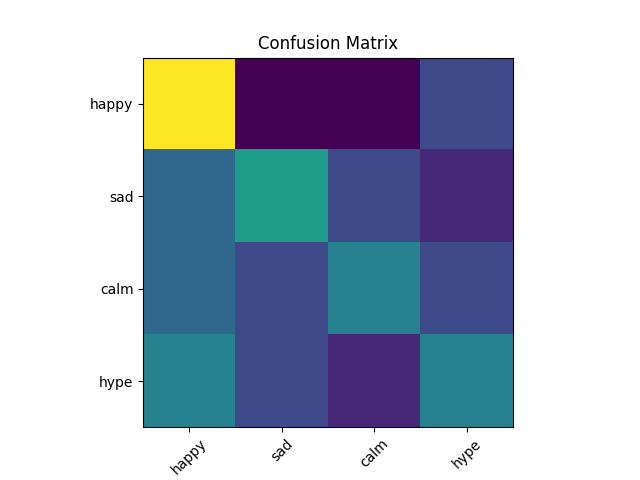 Confusion Matrix
happy
sad
calm
hype
happy sad calm hype